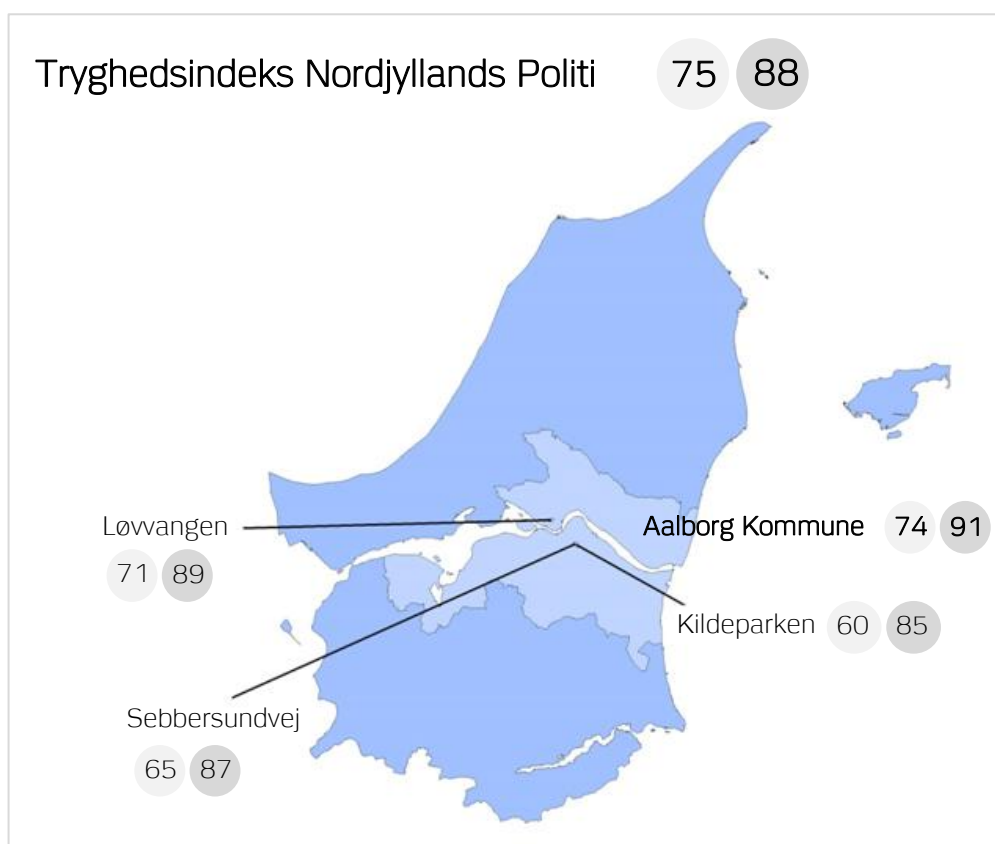 Tryghedsindeks Nordjyllands Politi 75 88
Løvvangen
71 89
Aalborg Kommune 74 91
Kildeparken 60 85
Sebbersundvej
65 87